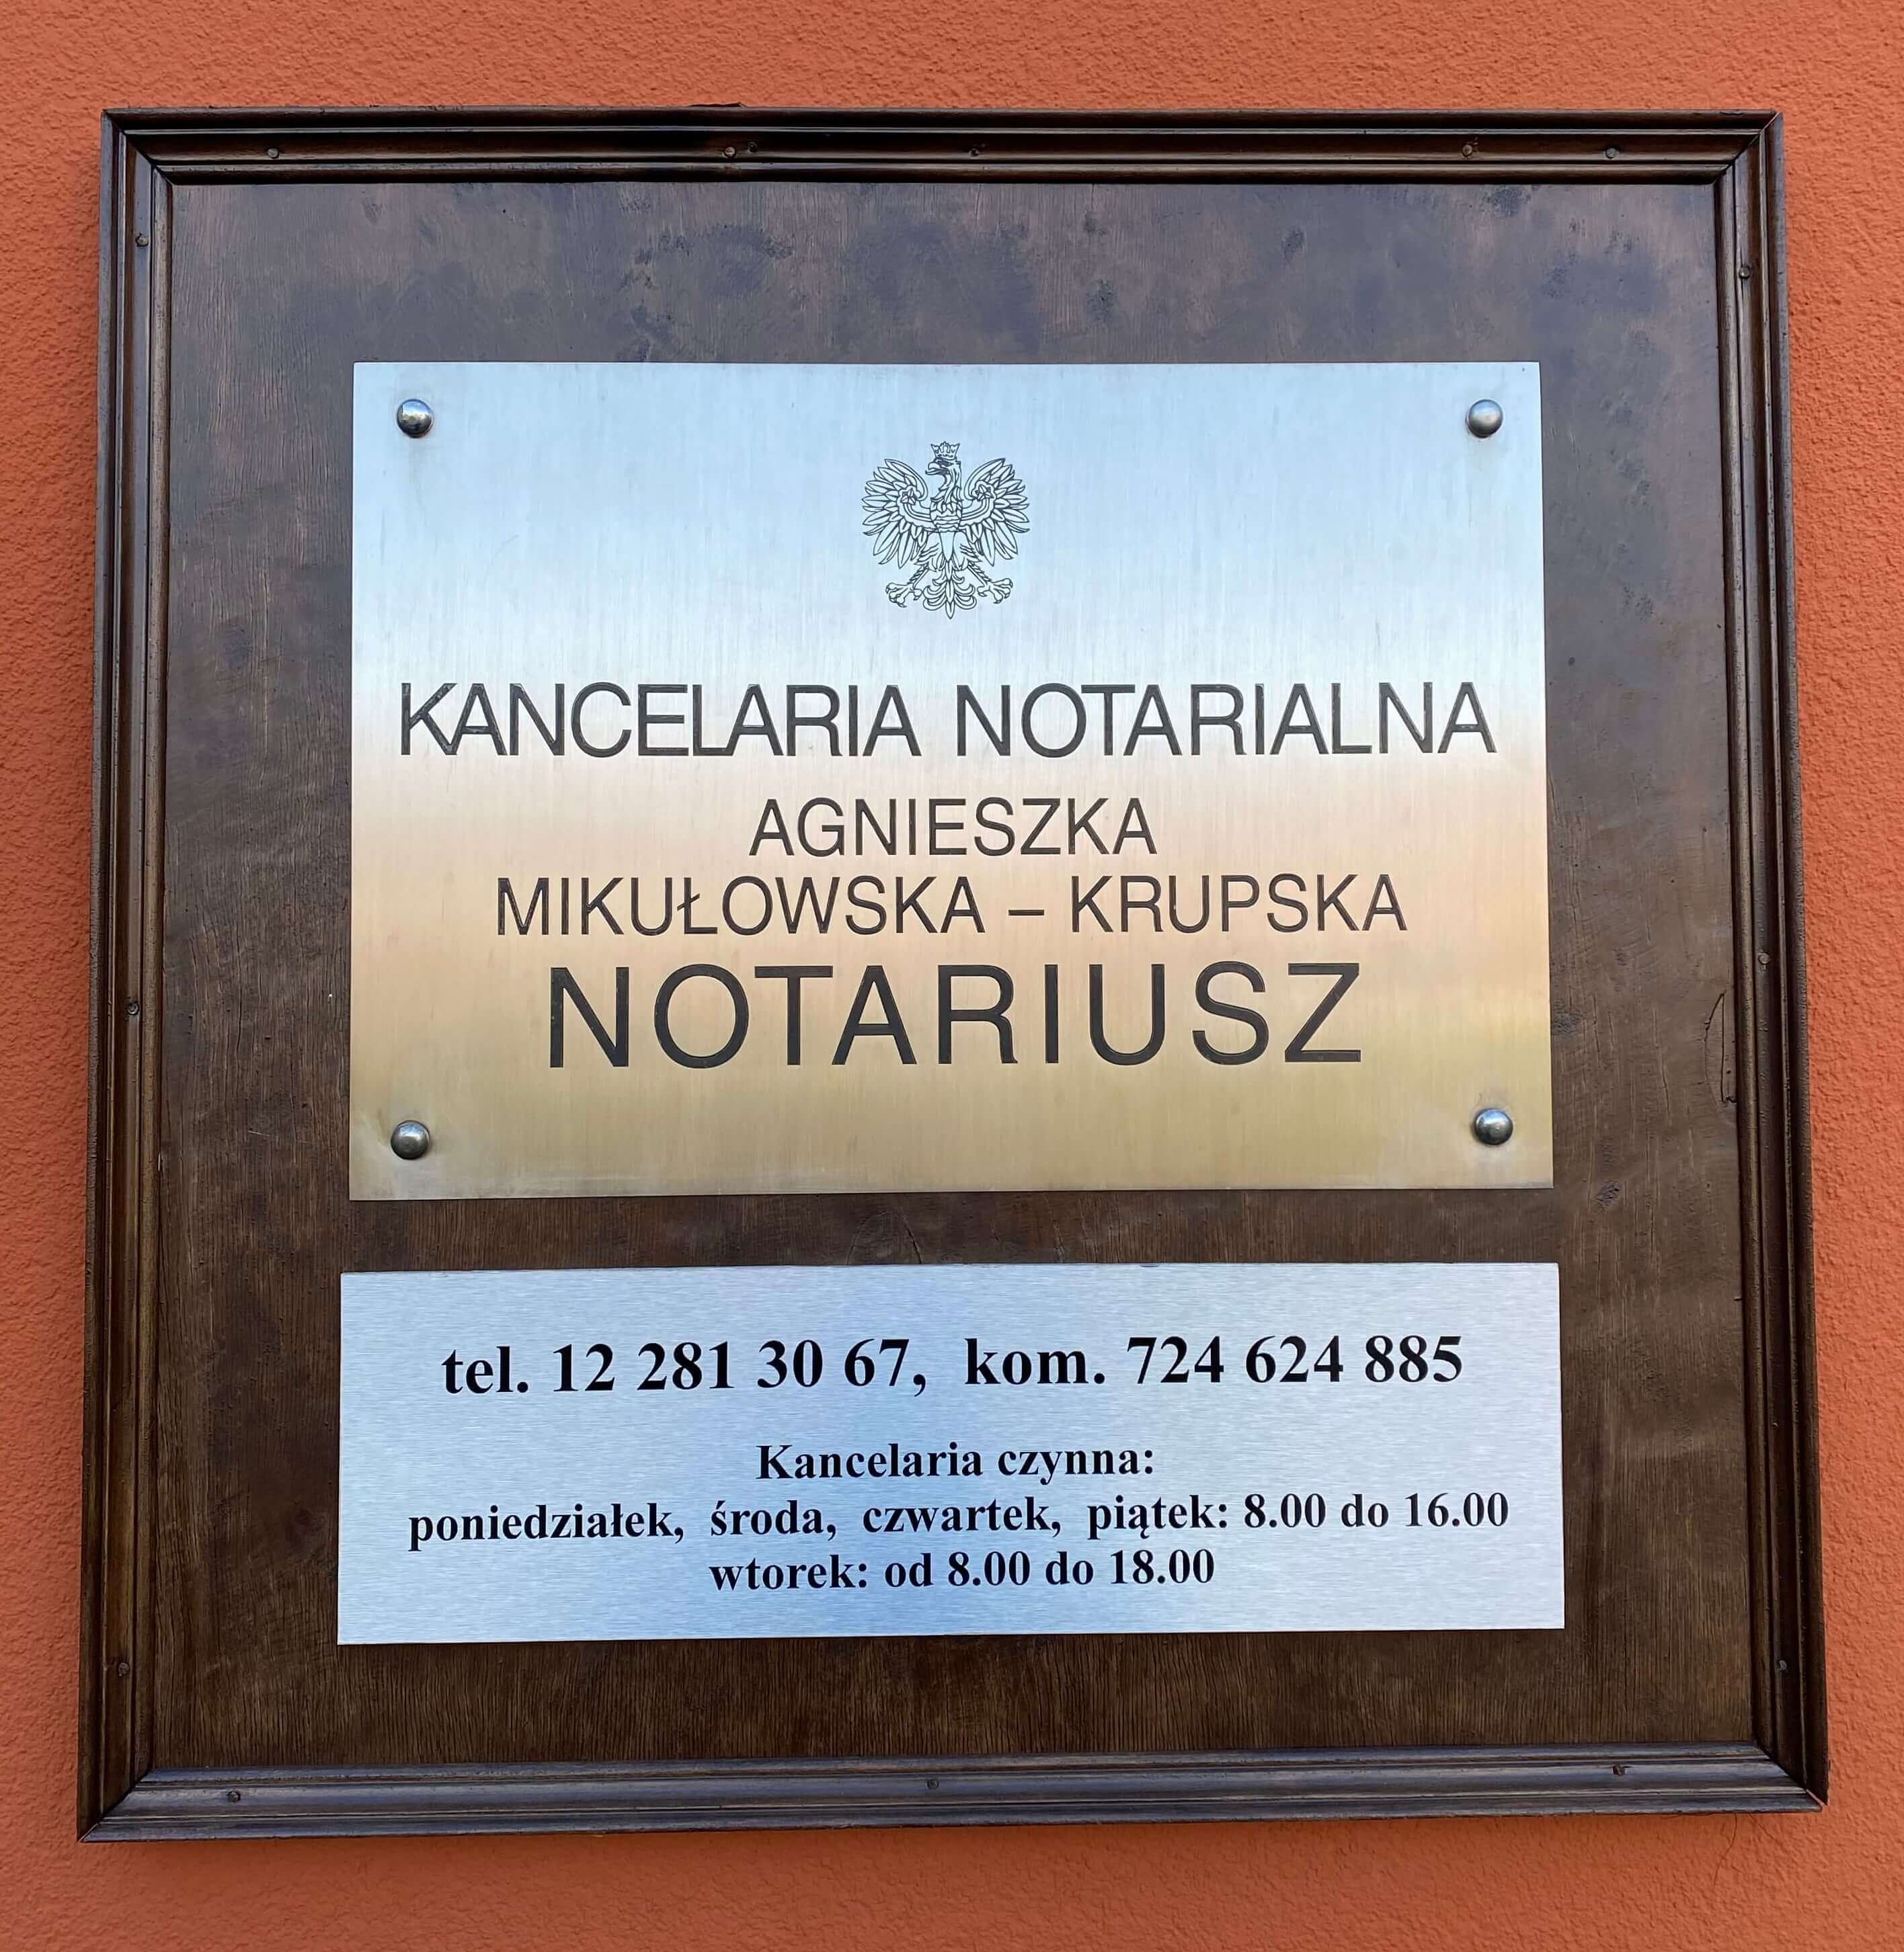 KANCELARIA NOTARIALNA
AGNIESZKA
MIKUŁOWSKA – KRUPSKA
NOTARIUSZ
tel. 12 281 30 67, kom. 724 624 885
Kancelaria czynna:
poniedziałek, środa, czwartek, piątek: 8.00 do 16.00
wtorek: od 8.00 do 18.00